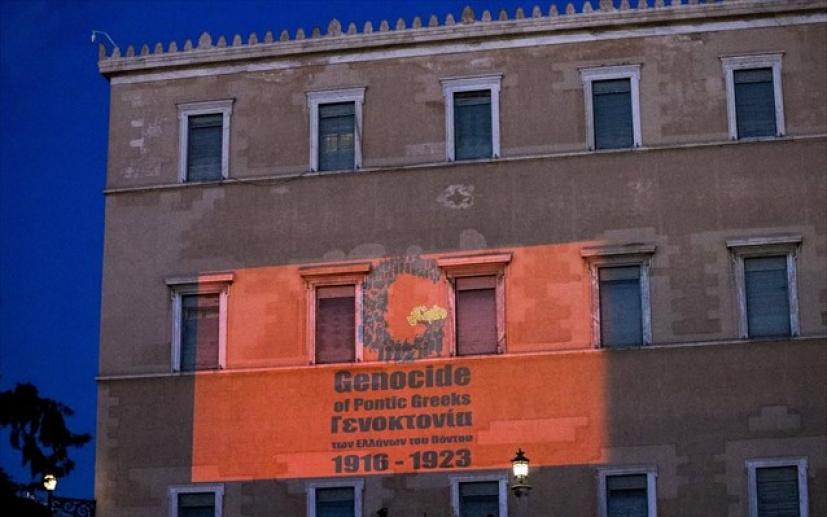 Genocide
of Pontic Greeks
Γενοκτονία
των Ελλήνων του Πόντου
1916 - 1923